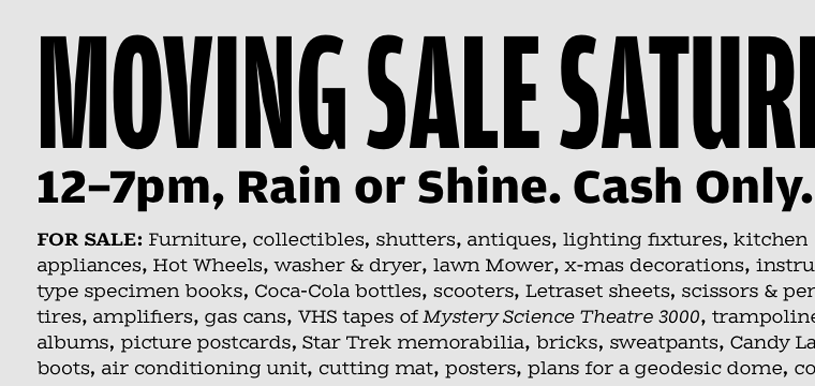 MOVING SALE SATUR
12–7pm, Rain or Shine. Cash Only.
FOR SALE: Furniture, collectibles, shutters, antiques, lighting fixtures, kitchen
appliances, Hot Wheels, washer & dryer, lawn Mower, x-mas decorations, instru
type specimen books, Coca-Cola bottles, scooters, Letraset sheets, scissors & pen
tires, amplifiers, gas cans, VHS tapes of Mystery Science Theatre 3000, trampoline
albums, picture postcards, Star Trek memorabilia, bricks, sweatpants, Candy La
boots, air conditioning unit, cutting mat, posters, plans for a geodesic dome, co